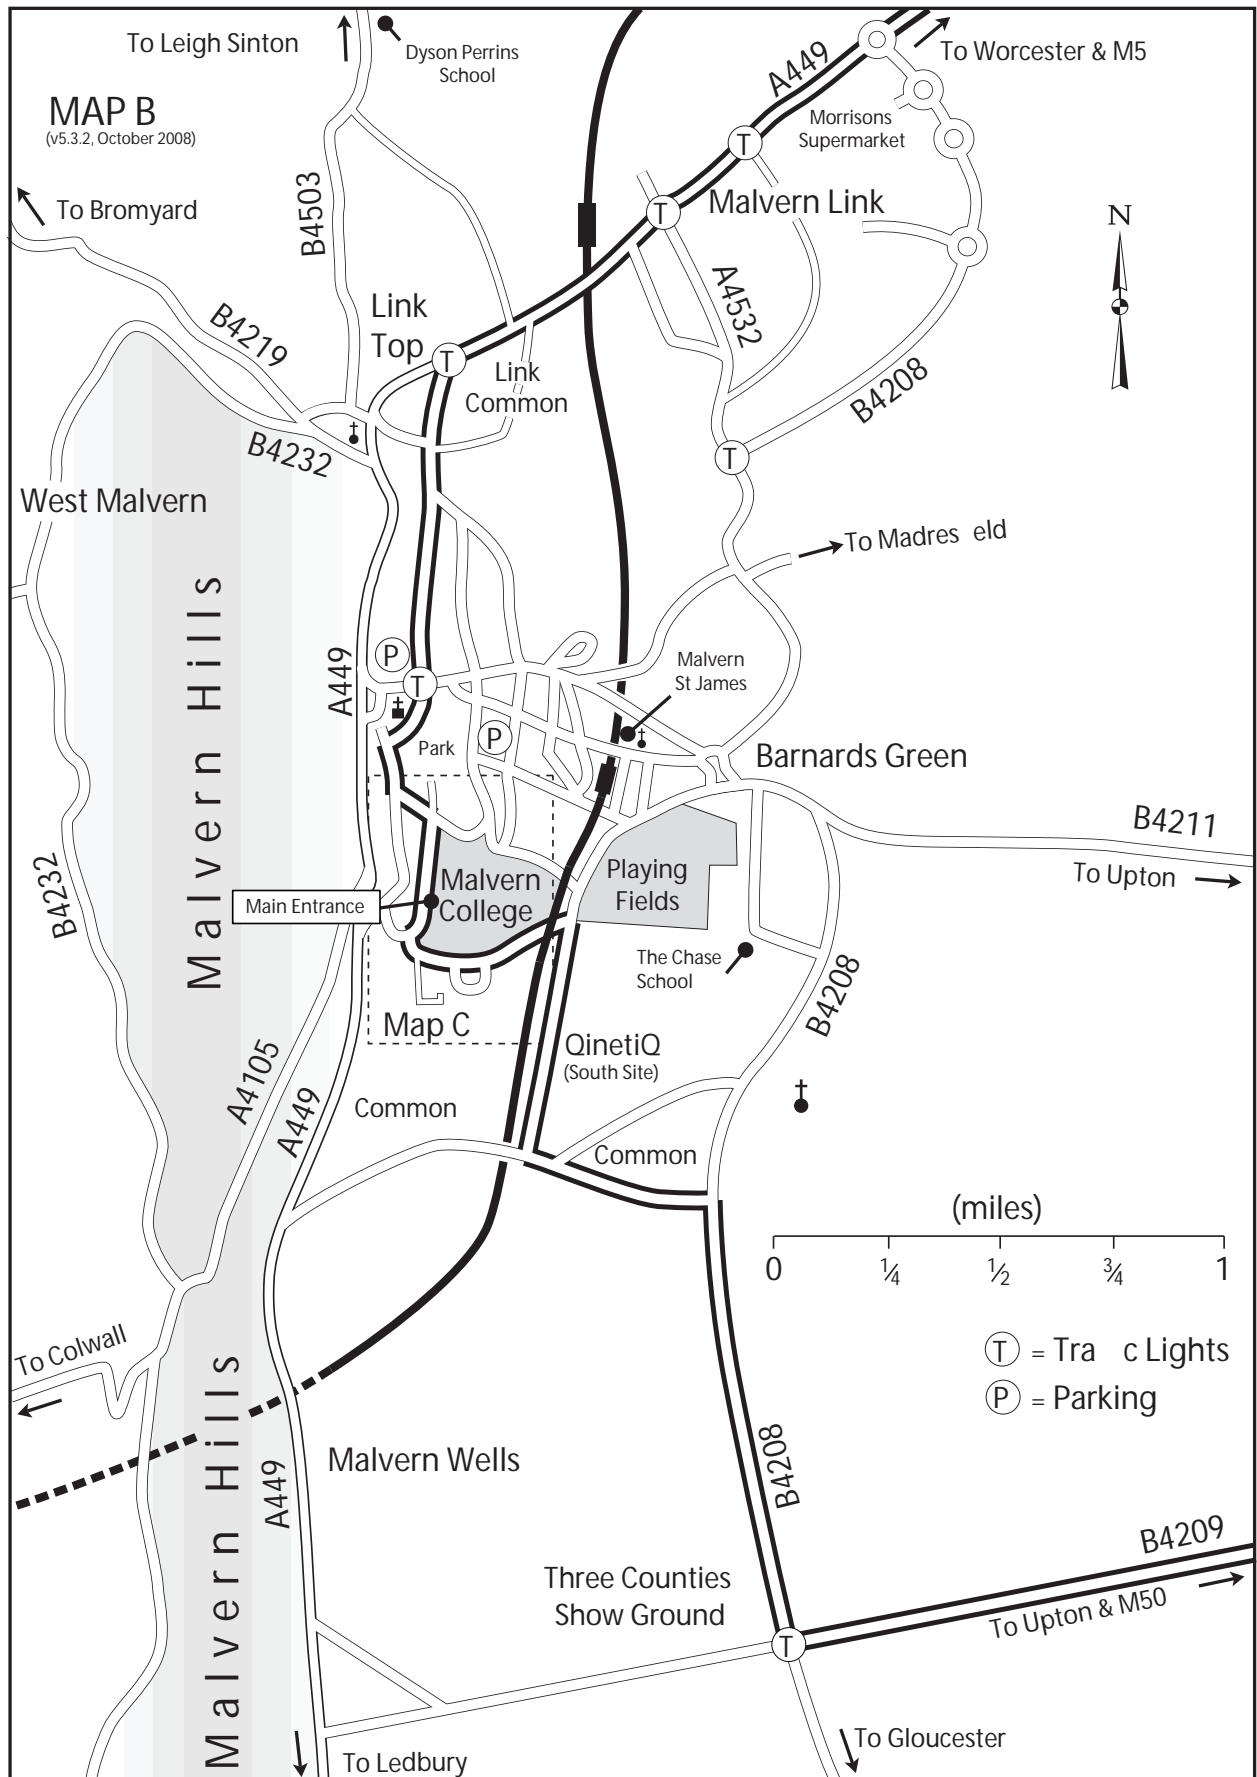 To Leigh Sinton
Dyson Perrins
School
A449
To Worcester & M5
MAP B
(v5.3.2, October 2008)
Morrisons
Supermarket
T
To Bromyard
B4503
T
Malvern Link
N
A4532
Link
Top
B4219
T
Link
Common
B4208
B4232
T
West Malvern
To Madres eld
Malvern Hills
A449
P
T
Malvern
St James
Park
P
Barnards Green
B4211
To Upton
B4232
Main Entrance
Malvern
College
Playing
Fields
The Chase
School
B4208
Map C
QinetiQ
(South Site)
A4105
A449
Common
Common
(miles)
0 ¼ ½ ¾ 1
To Colwall
T = Tra c Lights
P = Parking
Malvern Hills
A449
Malvern Wells
B4208
B4209
Three Counties
Show Ground
To Upton & M50
T
To Gloucester
To Ledbury